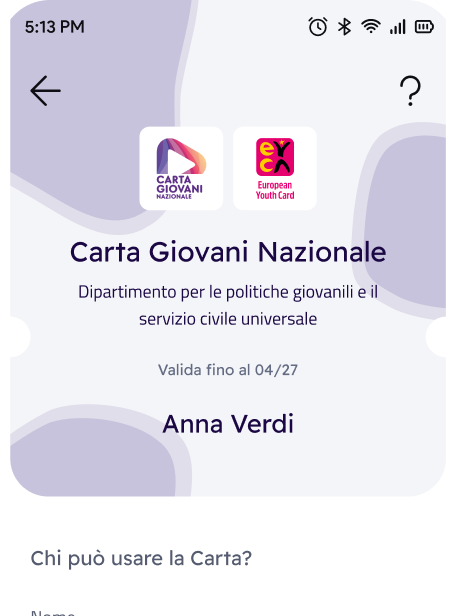 5:13 PM
CARTA
GIOVANI
NAZIONALE
eyca
European
Youth Card
Carta Giovani Nazionale
Dipartimento per le politiche giovanili e il
servizio civile universale
Valida fino al 04/27
Anna Verdi
Chi può usare la Carta?
Nome